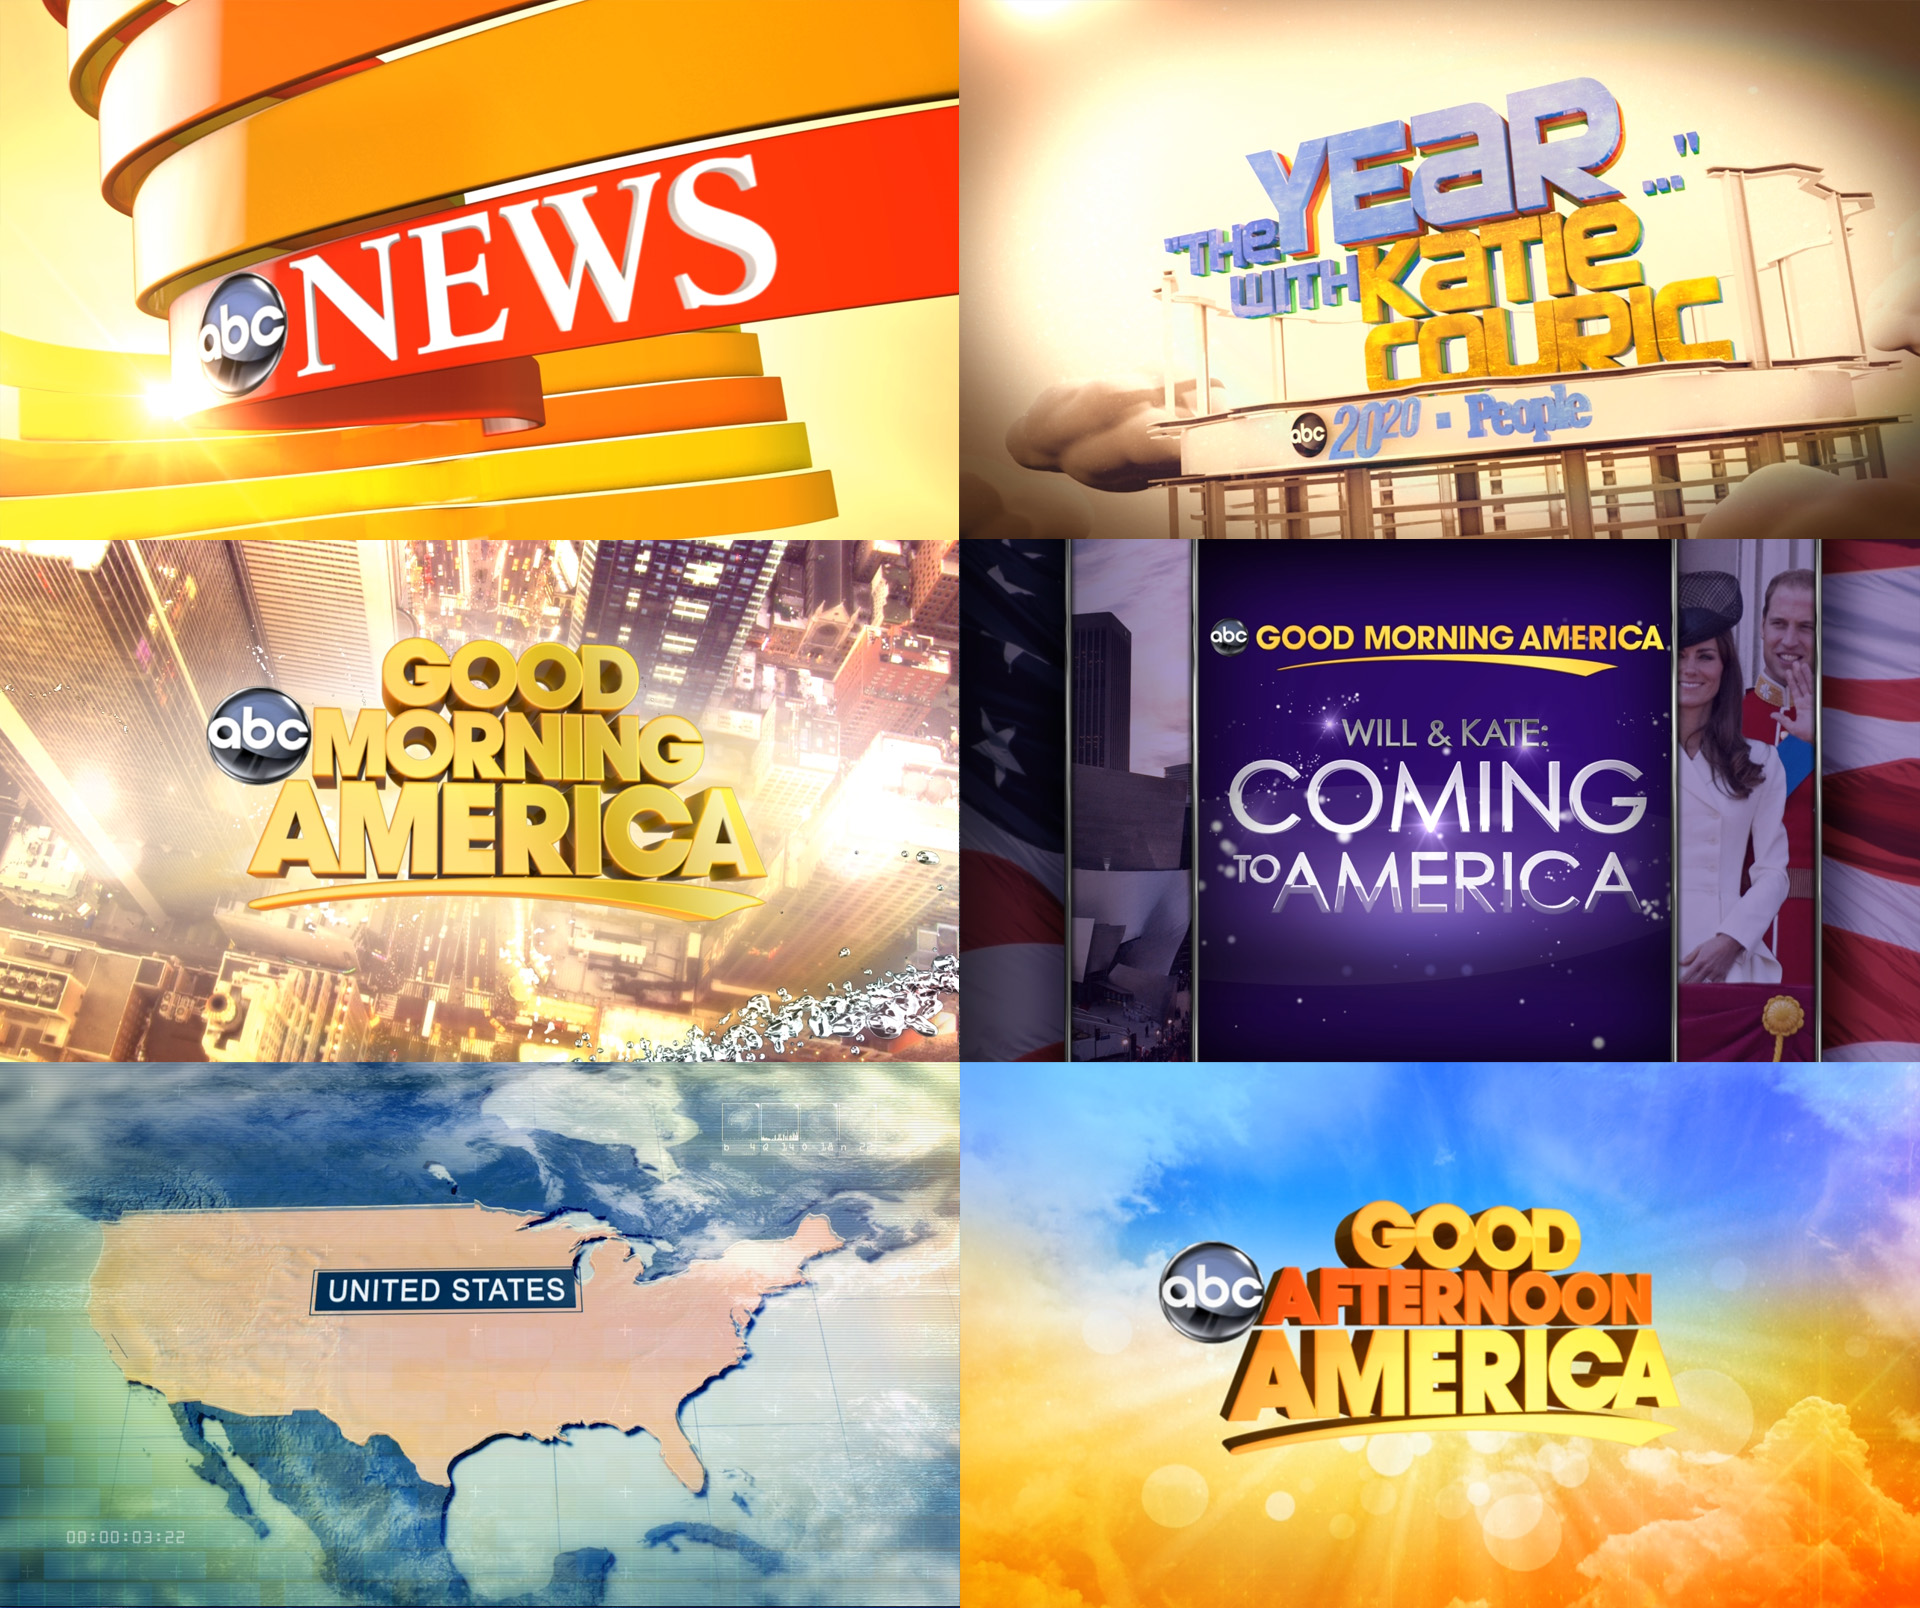 abc NEWS
"THE YEAR ..."
WITH KATIE
COURIC
abc 2020 ▪ People
GOOD
abc MORNING
AMERICA
abc GOOD MORNING AMERICA
WILL & KATE:
COMING
TO AMERICA
UNITED STATES
00:00:03:22
GOOD
abc AFTERNOON
AMERICA